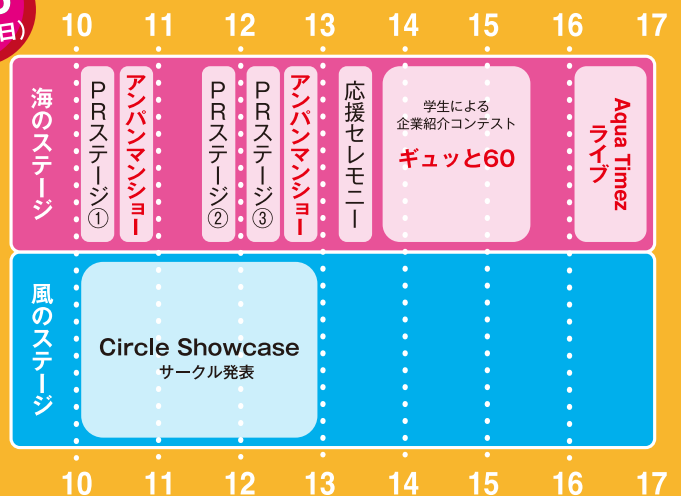 日)
10 11 12 13 14 15 16 17
海のステージ
PRステージ①
アンパンマンショー
PRステージ②
PRステージ③
アンパンマンショー
応援セレモニー
学生による
企業紹介コンテスト
ギュッと60
Aqua Timez
ライブ
風のステージ
Circle Showcase
サークル発表
10 11 12 13 14 15 16 17